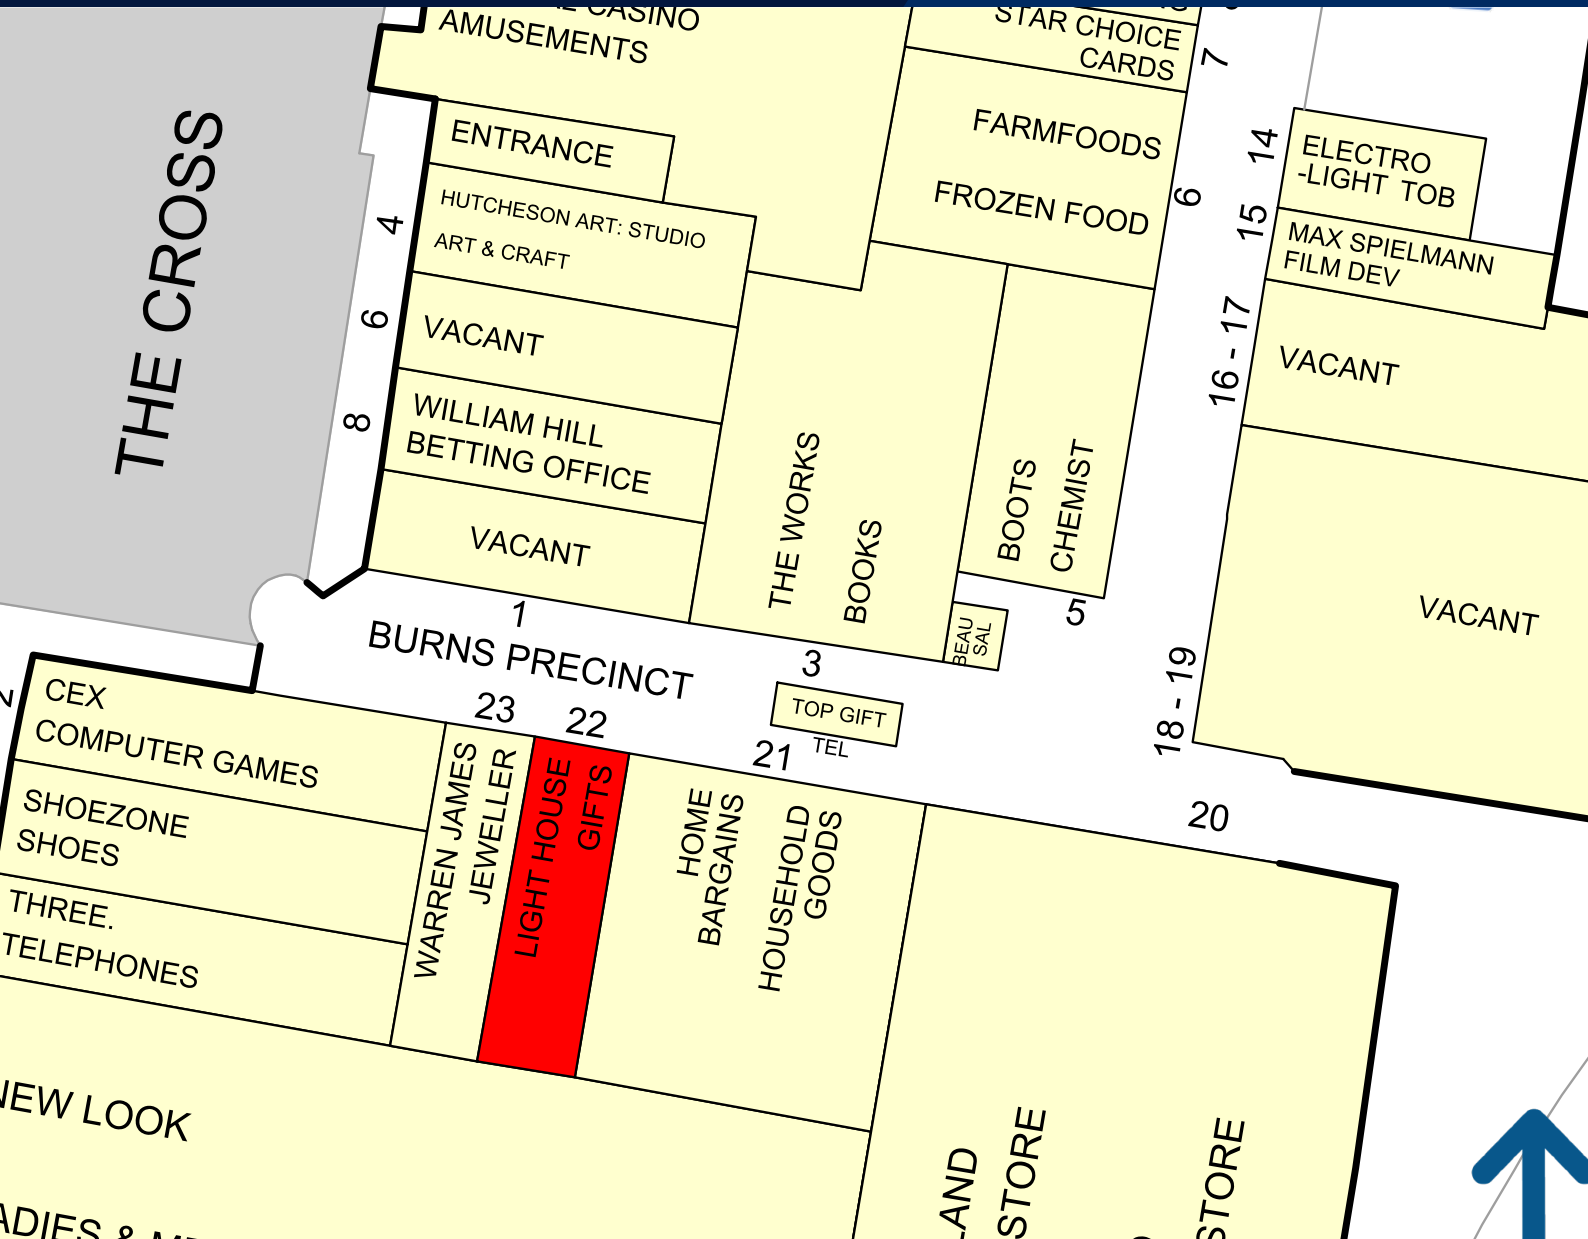 CASINO
AMUSEMENTS
STAR CHOICE
CARDS
7
THE CROSS
ENTRANCE
FARMFOODS
FROZEN FOOD
6
14
ELECTRO
-LIGHT TOB
15
MAX SPIELMANN
FILM DEV
4
HUTCHESON ART: STUDIO
ART & CRAFT
6
VACANT
16 - 17
VACANT
8
WILLIAM HILL
BETTING OFFICE
THE WORKS
BOOKS
BOOTS
CHEMIST
VACANT
VACANT
1
5
BEAU
SAL
BURNS PRECINCT
3
18 - 19
2
CEX
COMPUTER GAMES
23
22
TOP GIFT
TEL
21
20
SHOEZONE
SHOES
WARREN JAMES
JEWELLER
LIGHT HOUSE
GIFTS
HOME
BARGAINS
HOUSEHOLD
GOODS
THREE.
TELEPHONES
NEW LOOK
STORE
STORE